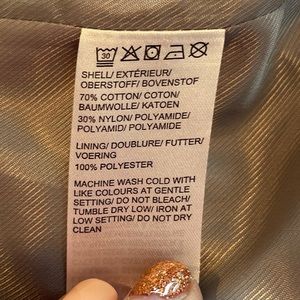 30
SHELL/ EXTÉRIEUR/
OBERSTOFF/ BOVENSTOF
70% COTTON/ COTON/
BAUMWOLLE/ KATOEN
30% NYLON/ POLYAMIDE/
POLYAMID/ POLYAMIDE
LINING/ DOUBLURE/ FUTTER/
VOERING
100% POLYESTER
MACHINE WASH COLD WITH
LIKE COLOURS AT GENTLE
SETTING/ DO NOT BLEACH/
TUMBLE DRY LOW/ IRON AT
LOW SETTING/ DO NOT DRY
CLEAN